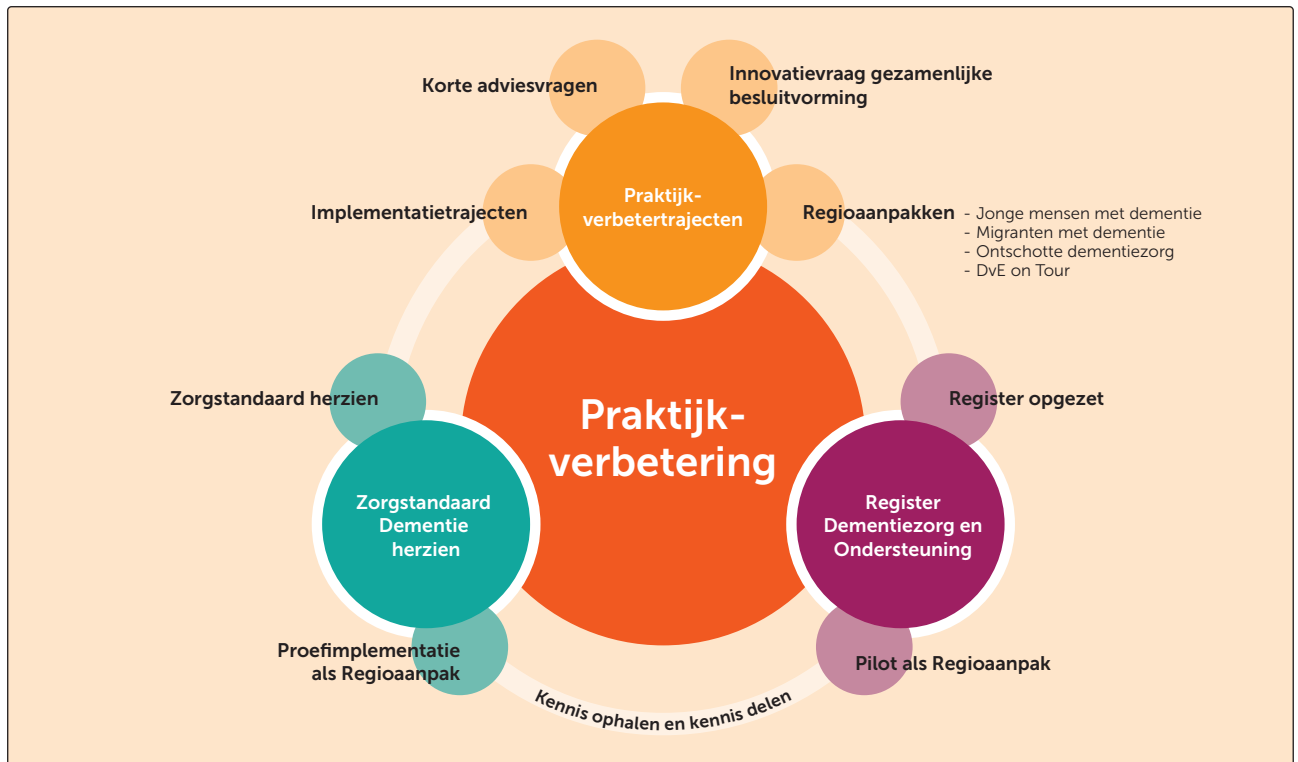 Korte adviesvragen
Innovatievraag gezamenlijke
besluitvorming
Praktijk-
verbetertrajecten
Implementatietrajecten
Regioaanpakken
- Jonge mensen met dementie
- Migranten met dementie
- Ontschotte dementiezorg
- DvE on Tour
Zorgstandaard herzien
Register opgezet
Praktijk-
verbetering
Zorgstandaard
Dementie
herzien
Register
Dementiezorg en
Ondersteuning
Proefimplementatie
als Regioaanpak
Pilot als Regioaanpak
Kennis ophalen en kennis delen